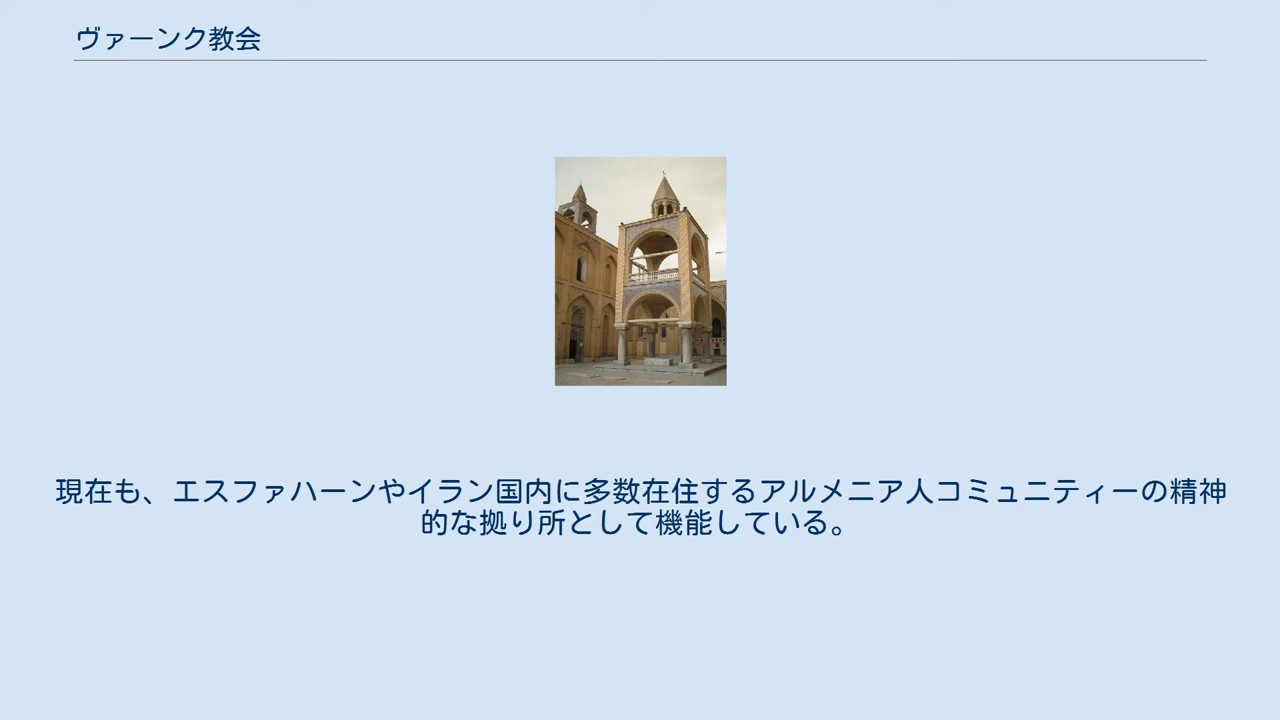 ヴァーンク教会
現在も、エスファハーンやイラン国内に多数在住するアルメニア人コミュニティーの精神
的な拠り所として機能している。